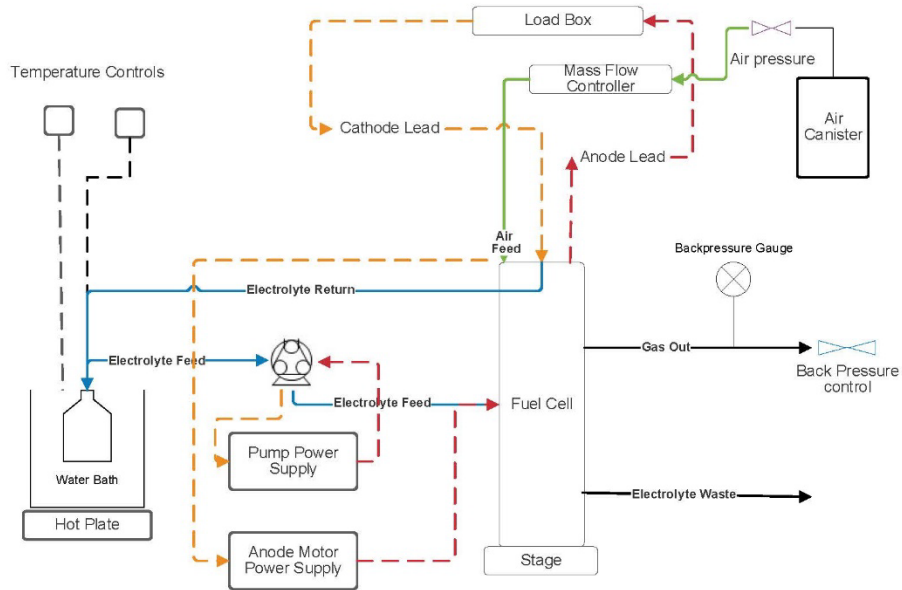 Load Box
Temperature Controls
Mass Flow
Controller
Air pressure
Air
Canister
Cathode Lead
Anode Lead
Air
Feed
Backpressure Gauge
Electrolyte Return
Gas Out
Electrolyte Feed
Back Pressure
control
Electrolyte Feed
Fuel Cell
Pump Power
Supply
Water Bath
Electrolyte Waste
Hot Plate
Anode Motor
Power Supply
Stage